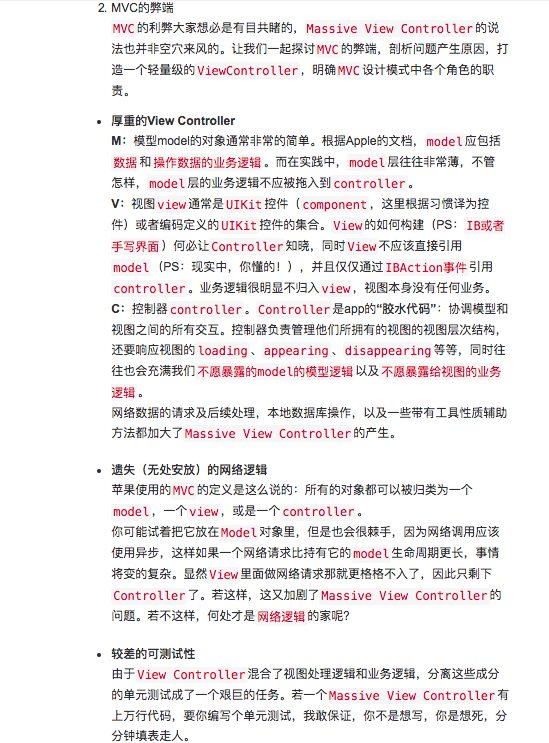 2. MVC的弊端
MVC的利弊大家想必是有目共睹的，Massive View Controller的说
法也并非空穴来风的。让我们一起探讨MVC的弊端，剖析问题产生原因，打
造一个轻量级的ViewController，明确MVC设计模式中各个角色的职
责。
• 厚重的View Controller
M：模型model的对象通常非常的简单。根据Apple的文档，model应包括
数据和操作数据的业务逻辑。而在实践中，model层往往非常薄，不管
怎样，model层的业务逻辑不应被拖入到controller。
V：视图view通常是UIKit控件（component，这里根据习惯译为控
件）或者编码定义的UIKit控件的集合。View的如何构建（PS：IB或者
手写界面）何必让Controller知晓，同时View不应该直接引用
model（PS：现实中，你懂的！），并且仅仅通过IBAction事件引用
controller。业务逻辑很明显不归入view，视图本身没有任何业务。
C：控制器controller。Controller是app的“胶水代码”：协调模型和
视图之间的所有交互。控制器负责管理他们所拥有的视图的视图层次结构，
还要响应视图的loading、appearing、disappearing等等，同时往
往也会充满我们不愿暴露的model的模型逻辑以及不愿暴露给视图的业务
逻辑。
网络数据的请求及后续处理，本地数据库操作，以及一些带有工具性质辅助
方法都加大了Massive View Controller的产生。
• 遗失（无处安放）的网络逻辑
苹果使用的MVC的定义是这么说的：所有的对象都可以被归类为一个
model，一个view，或是一个controller。
你可能试着把它放在Model对象里，但是也会很棘手，因为网络调用应该
使用异步，这样如果一个网络请求比持有它的model生命周期更长，事情
将变的复杂。显然View里面做网络请求那就更格格不入了，因此只剩下
Controller了。若这样，这又加剧了Massive View Controller的
问题。若不这样，何处才是网络逻辑的家呢？
• 较差的可测试性
由于View Controller混合了视图处理逻辑和业务逻辑，分离这些成分
的单元测试成了一个艰巨的任务。若一个Massive View Controller有
上万行代码，要你编写个单元测试，我敢保证，你不是想写，你是想死，分
分钟填表走人。